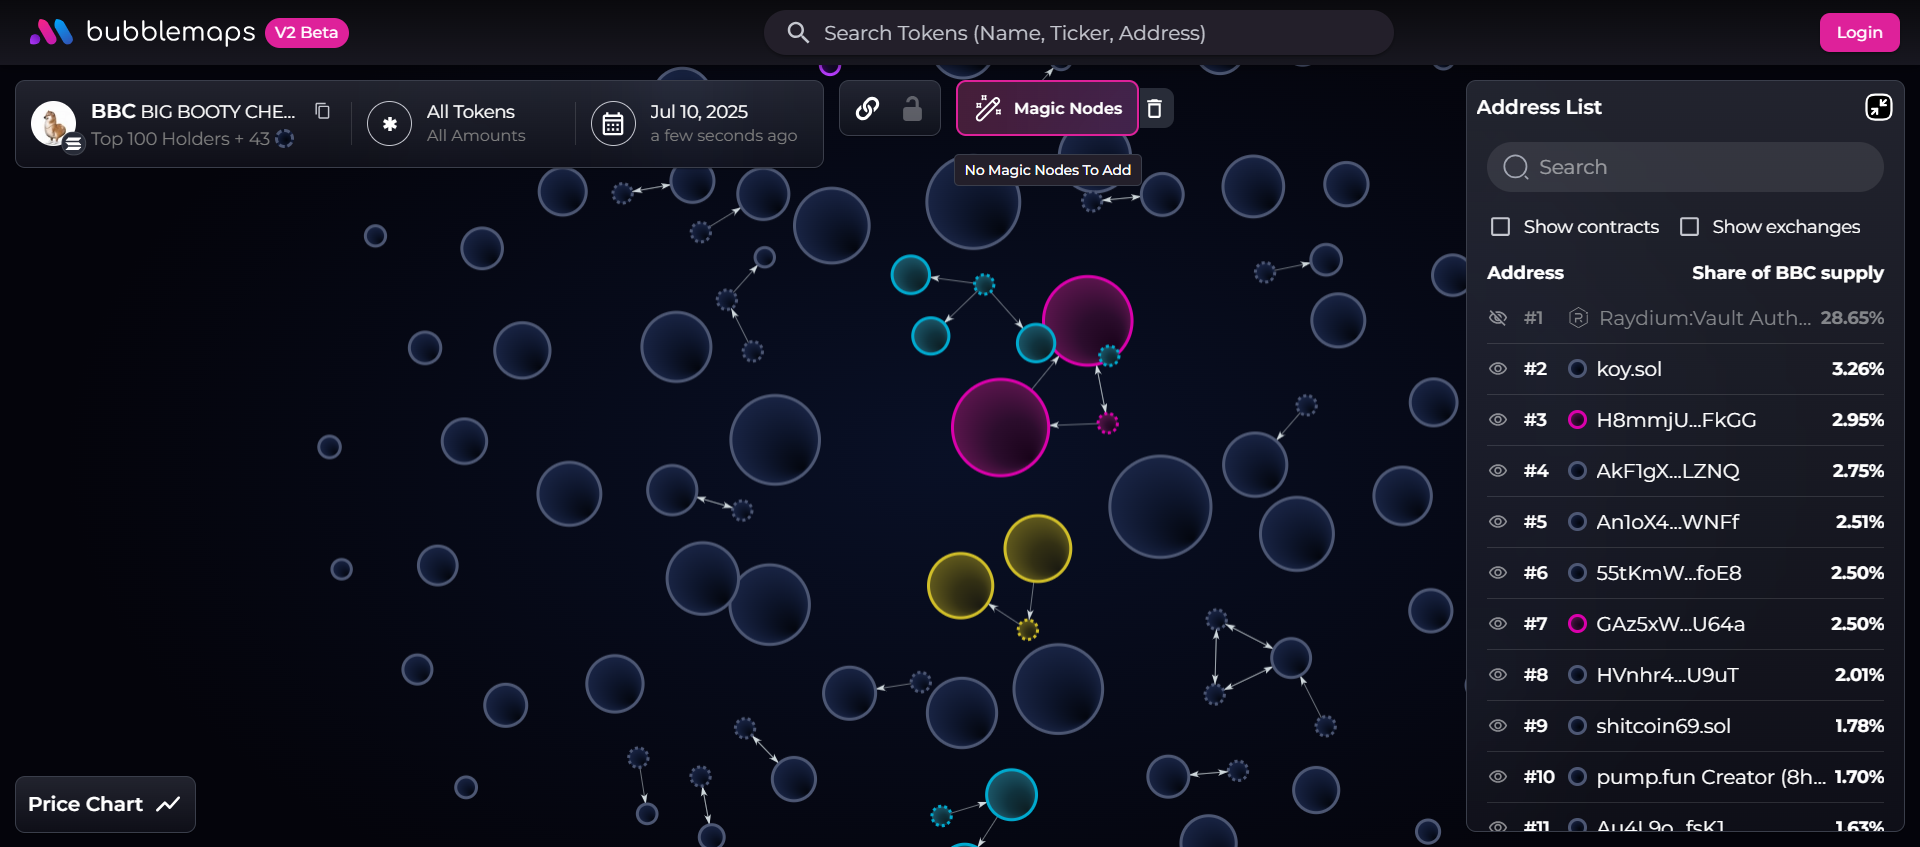 bubblemaps V2 Beta
Search Tokens (Name, Ticker, Address)
Login
BBC BIG BOOTY CHE...
Top 100 Holders + 43
All Tokens
All Amounts
Jul 10, 2025
a few seconds ago
Magic Nodes
No Magic Nodes To Add
Address List
Search
Show contracts Show exchanges
Address Share of BBC supply
#1 Raydium:Vault Auth... 28.65%
#2 koy.sol 3.26%
#3 H8mmjU...FkGG 2.95%
#4 AkF1gX...LZNQ 2.75%
#5 An1oX4...WNFf 2.51%
#6 55tKmW...foE8 2.50%
#7 GAz5xW...U64a 2.50%
#8 HVnhr4...U9uT 2.01%
#9 shitcoin69.sol 1.78%
#10 pump.fun Creator (8h... 1.70%
#11 1.63%
Price Chart